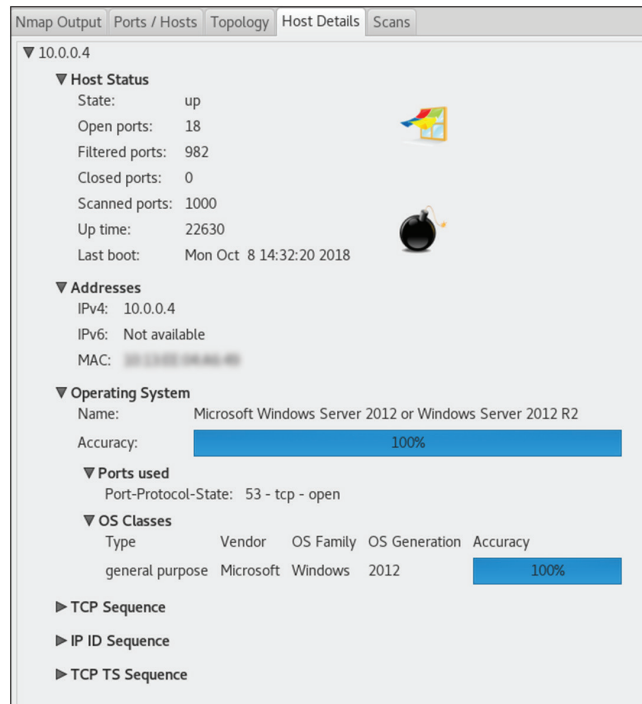 Nmap Output Ports / Hosts Topology Host Details Scans
10.0.0.4
Host Status
State: up
Open ports: 18
Filtered ports: 982
Closed ports: 0
Scanned ports: 1000
Up time: 22630
Last boot: Mon Oct 8 14:32:20 2018
Addresses
IPv4: 10.0.0.4
IPv6: Not available
MAC:
Operating System
Name: Microsoft Windows Server 2012 or Windows Server 2012 R2
Accuracy: 100%
Ports used
Port-Protocol-State: 53 - tcp - open
OS Classes
Type Vendor OS Family OS Generation Accuracy
general purpose Microsoft Windows 2012 100%
TCP Sequence
IP ID Sequence
TCP TS Sequence